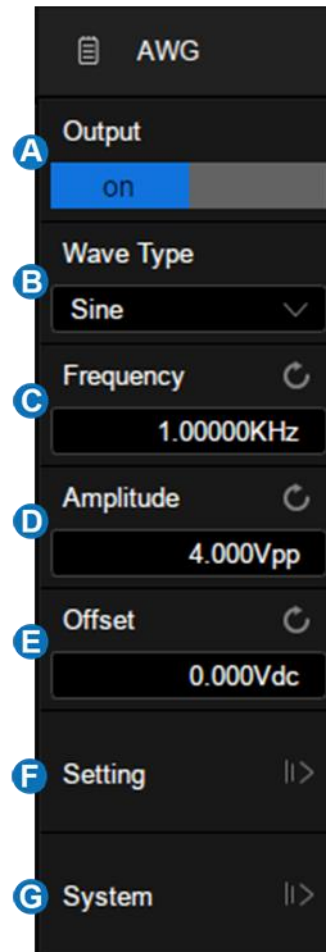 AWG
A
Output
on
B
Wave Type
Sine
C
Frequency
1.00000KHz
D
Amplitude
4.000Vpp
E
Offset
0.000Vdc
F
Setting
G
System